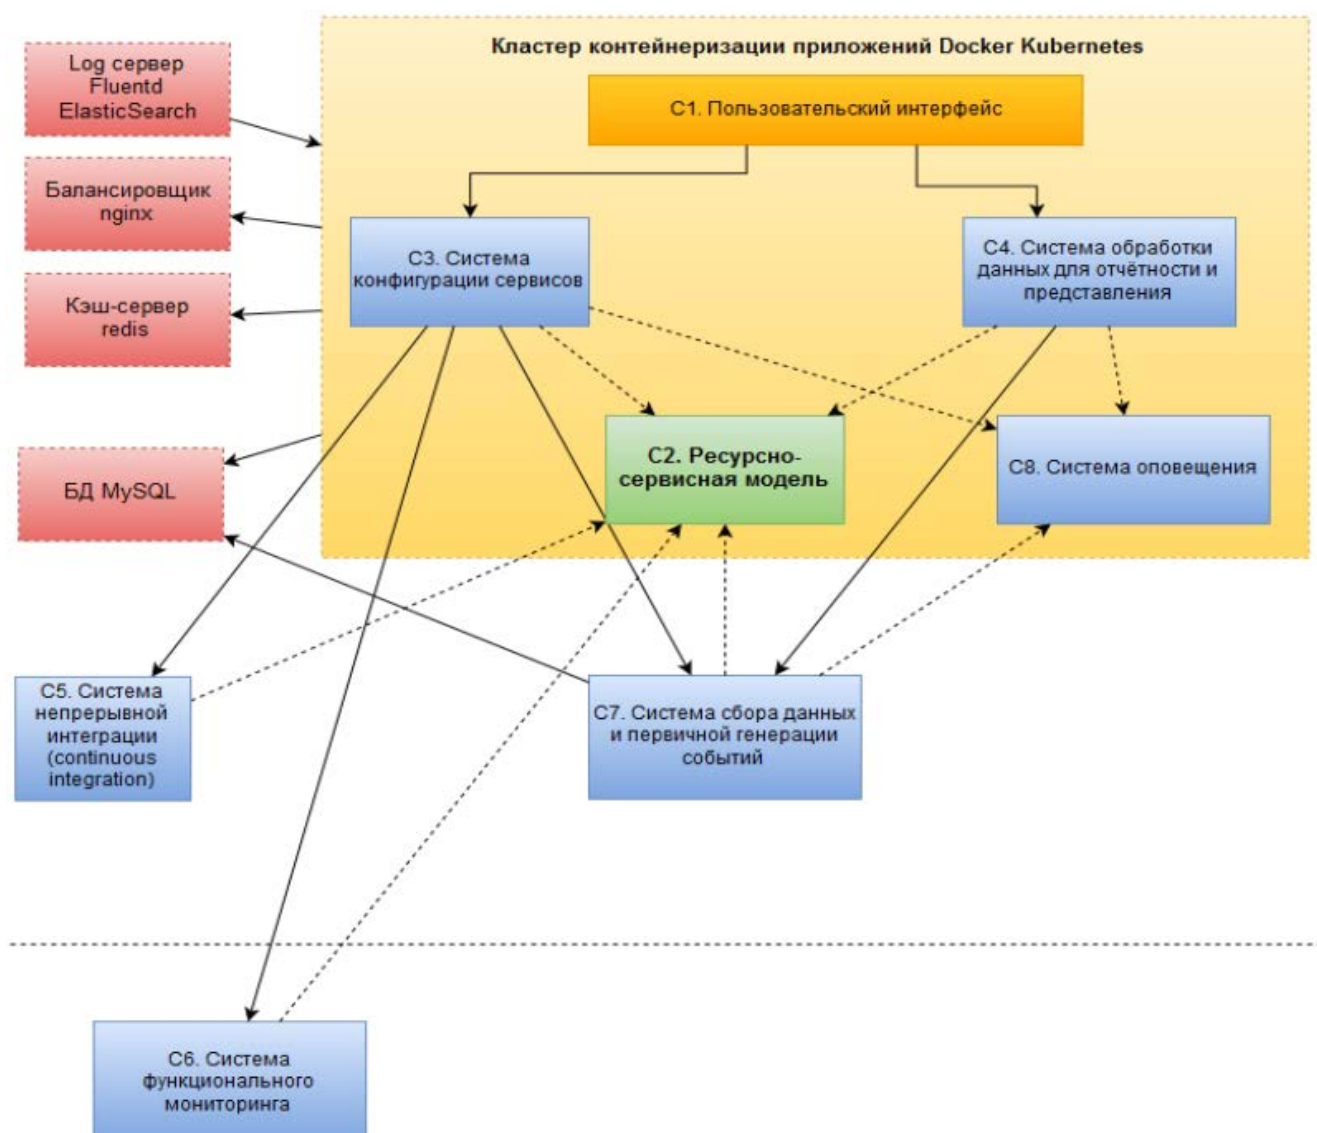 Кластер контейнеризации приложений Docker Kubernetes
Log сервер
Fluentd
ElasticSearch
С1. Пользовательский интерфейс
Балансировщик
nginx
С3. Система
конфигурации сервисов
С4. Система обработки
данных для отчётности и
представления
Кэш-сервер
redis
С2. Ресурсно-
сервисная модель
С8. Система оповещения
БД MySQL
С5. Система
непрерывной
интеграции
(continuous
integration)
С7. Система сбора данных
и первичной генерации
событий
С6. Система
функционального
мониторинга